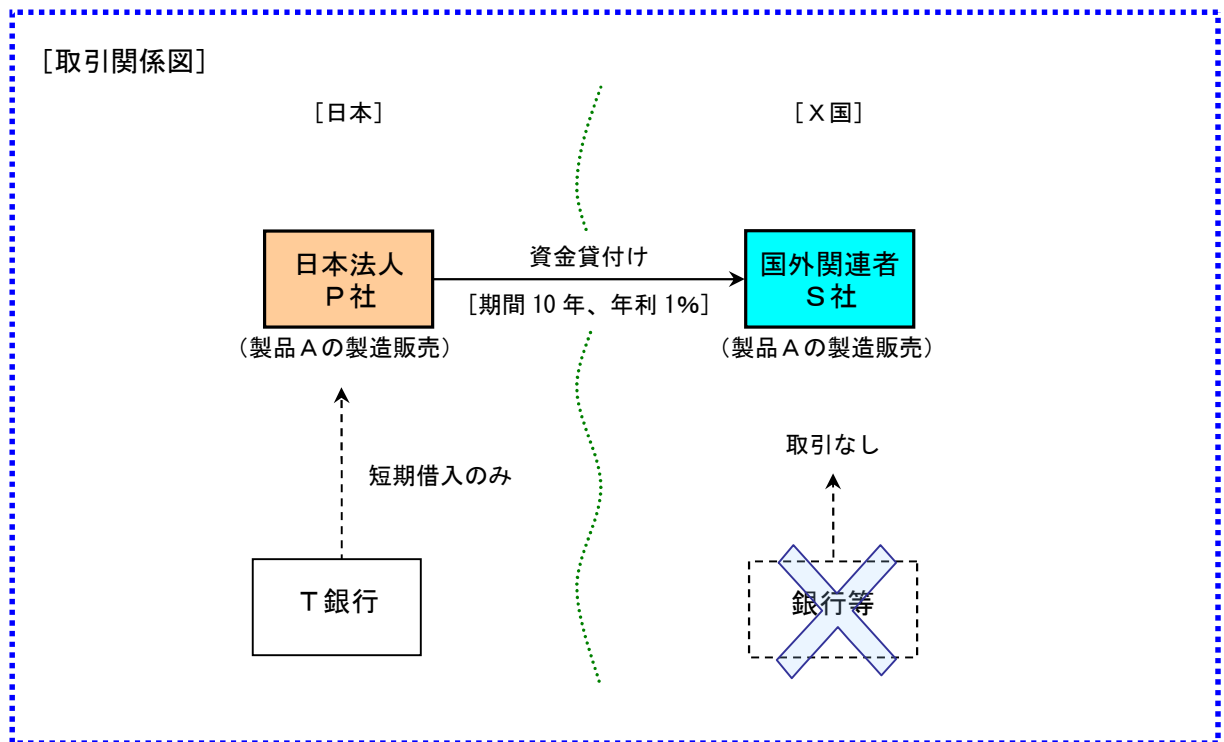 ［取引関係図］
［日本］
［Ｘ国］
日本法人
Ｐ社
資金貸付け
［期間 10 年、年利 1%］
国外関連者
Ｓ社
（製品Ａの製造販売）
（製品Ａの製造販売）
短期借入のみ
取引なし
Ｔ銀行
銀行等